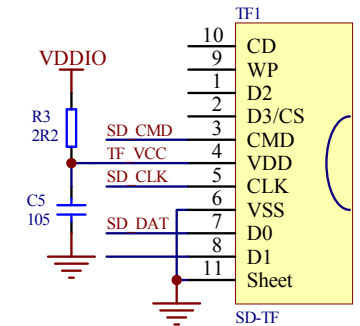 TF1
VDDIO
10 CD
9 WP
1 D2
2 D3/CS
R3
2R2
SD_CMD 3 CMD
TF_VCC 4 VDD
SD_CLK 5 CLK
C5
105
6 VSS
SD_DAT 7 D0
8 D1
11 Sheet
SD-TF